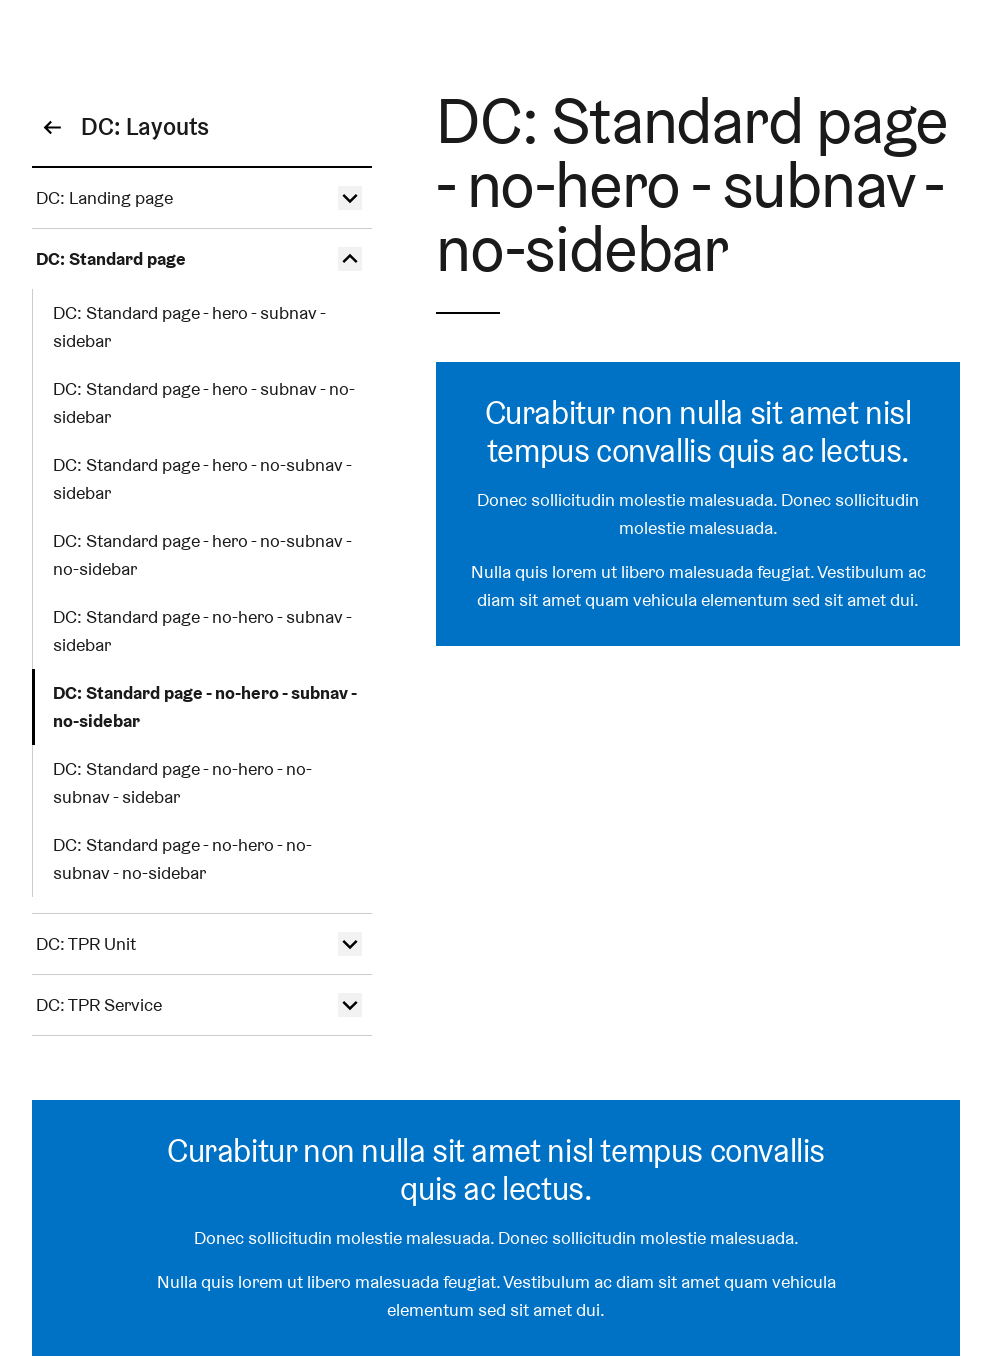 DC: Layouts
DC: Landing page
DC: Standard page
DC: Standard page - hero - subnav -
sidebar
DC: Standard page - hero - subnav - no-
sidebar
DC: Standard page - hero - no-subnav -
sidebar
DC: Standard page - hero - no-subnav -
no-sidebar
DC: Standard page - no-hero - subnav -
sidebar
DC: Standard page - no-hero - subnav -
no-sidebar
DC: Standard page - no-hero - no-
subnav - sidebar
DC: Standard page - no-hero - no-
subnav - no-sidebar
DC: TPR Unit
DC: TPR Service
DC: Standard page
- no-hero - subnav -
no-sidebar
Curabitur non nulla sit amet nisl
tempus convallis quis ac lectus.
Donec sollicitudin molestie malesuada. Donec sollicitudin
molestie malesuada.
Nulla quis lorem ut libero malesuada feugiat. Vestibulum ac
diam sit amet quam vehicula elementum sed sit amet dui.
Curabitur non nulla sit amet nisl tempus convallis
quis ac lectus.
Donec sollicitudin molestie malesuada. Donec sollicitudin molestie malesuada.
Nulla quis lorem ut libero malesuada feugiat. Vestibulum ac diam sit amet quam vehicula
elementum sed sit amet dui.